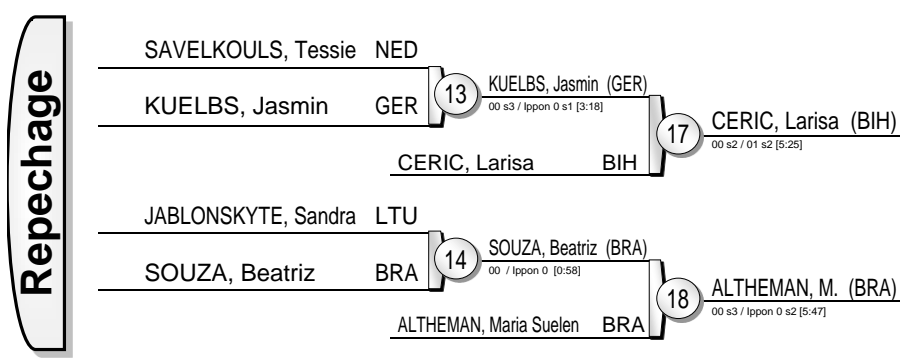 Repechage
SAVELKOULS, Tessie NED
KUELBS, Jasmin GER
13
KUELBS, Jasmin (GER)
00 s3 / Ippon 0 s1 [3:18]
CERIC, Larisa BIH
17
CERIC, Larisa (BIH)
00 s2 / 01 s2 [5:25]
JABLONSKYTE, Sandra LTU
SOUZA, Beatriz BRA
14
SOUZA, Beatriz (BRA)
00 / Ippon 0 [0:58]
ALTHEMAN, Maria Suelen BRA
18
ALTHEMAN, M. (BRA)
00 s3 / Ippon 0 s2 [5:47]